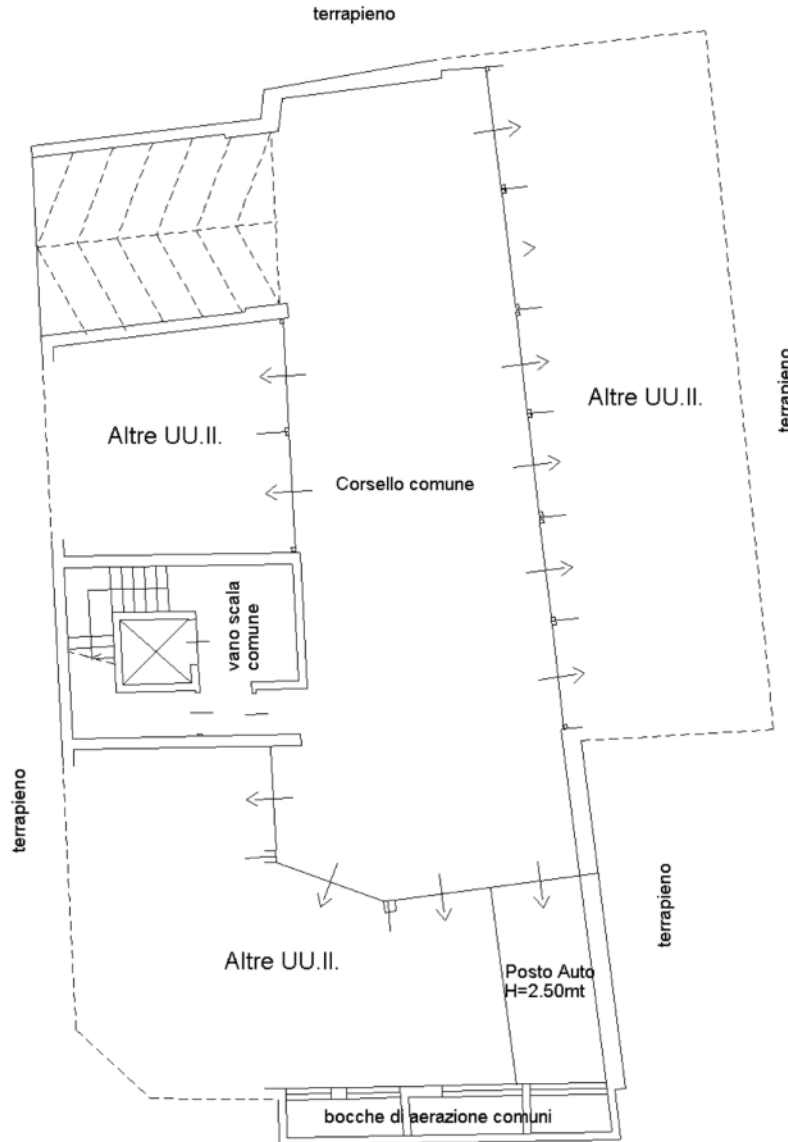 terrapieno
terrapieno
Altre UU.II.
Altre UU.II.
Corsello comune
vano scala
comune
terrapieno
terrapieno
Altre UU.II.
Posto Auto
H=2.50mt
bocche di aerazione comuni